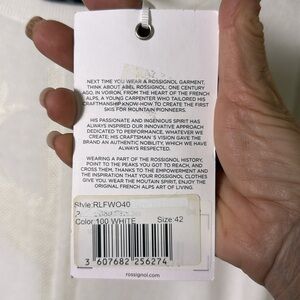 NEXT TIME YOU WEAR A ROSSIGNOL GARMENT,
THINK ABOUT ABEL ROSSIGNOL. ONE CENTURY
AGO, IN VOIRON, FROM THE HEART OF THE FRENCH
ALPS, A YOUNG CARPENTER WHO TAILORED HIS
CRAFTMANSHIP KNOW-HOW TO CREATE THE FIRST
SKIS FOR MOUNTAIN PIONEERS.
HIS PASSIONATE AND INGENIOUS SPIRIT HAS
ALWAYS INSPIRED OUR INNOVATIVE APPROACH
DEDICATED TO PERFORMANCE. WHATEVER WE
CREATE; HIS CRAFTSMAN'S VISION GAVE THE
BRAND AN AUTHENTIC NOBILITY, WHICH WE HAVE
ALWAYS RESPECTED.
WEARING A PART OF THE ROSSIGNOL HISTORY,
POINT TO THE PEAKS YOU GOT TO REACH, AND
CROSS THEM, THANKS TO THE EMPOWERMENT AND
THE INSPIRATION THAT YOUR ROSSIGNOL CLOTHES
GIVE YOU. WEAR THE MOUTAIN SPIRIT, ENJOY THE
ORIGINAL FRENCH ALPS ART OF LIVING.
Style:RLFWO40
Color:100 WHITE Size:42
3 607682 256274
rossignol.com